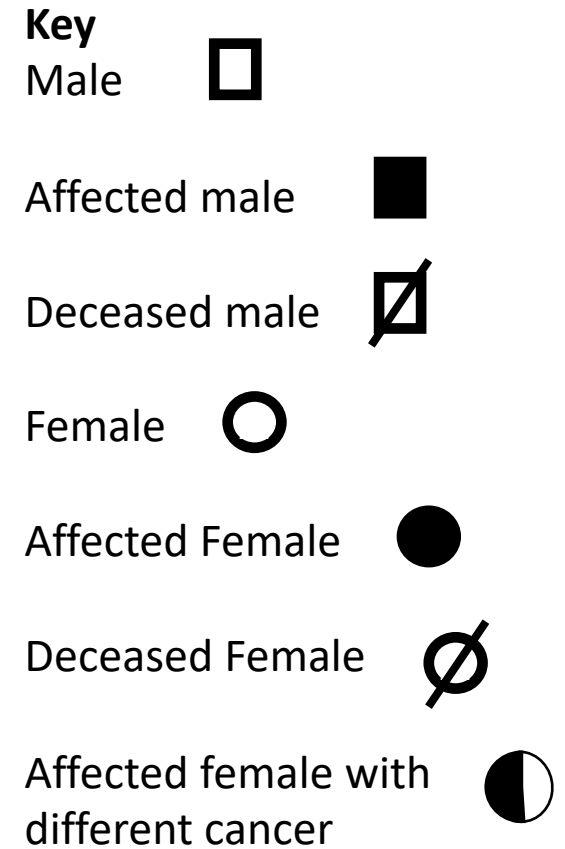 Key
Male
Affected male
Deceased male
Female
Affected Female
Deceased Female
Affected female with
different cancer